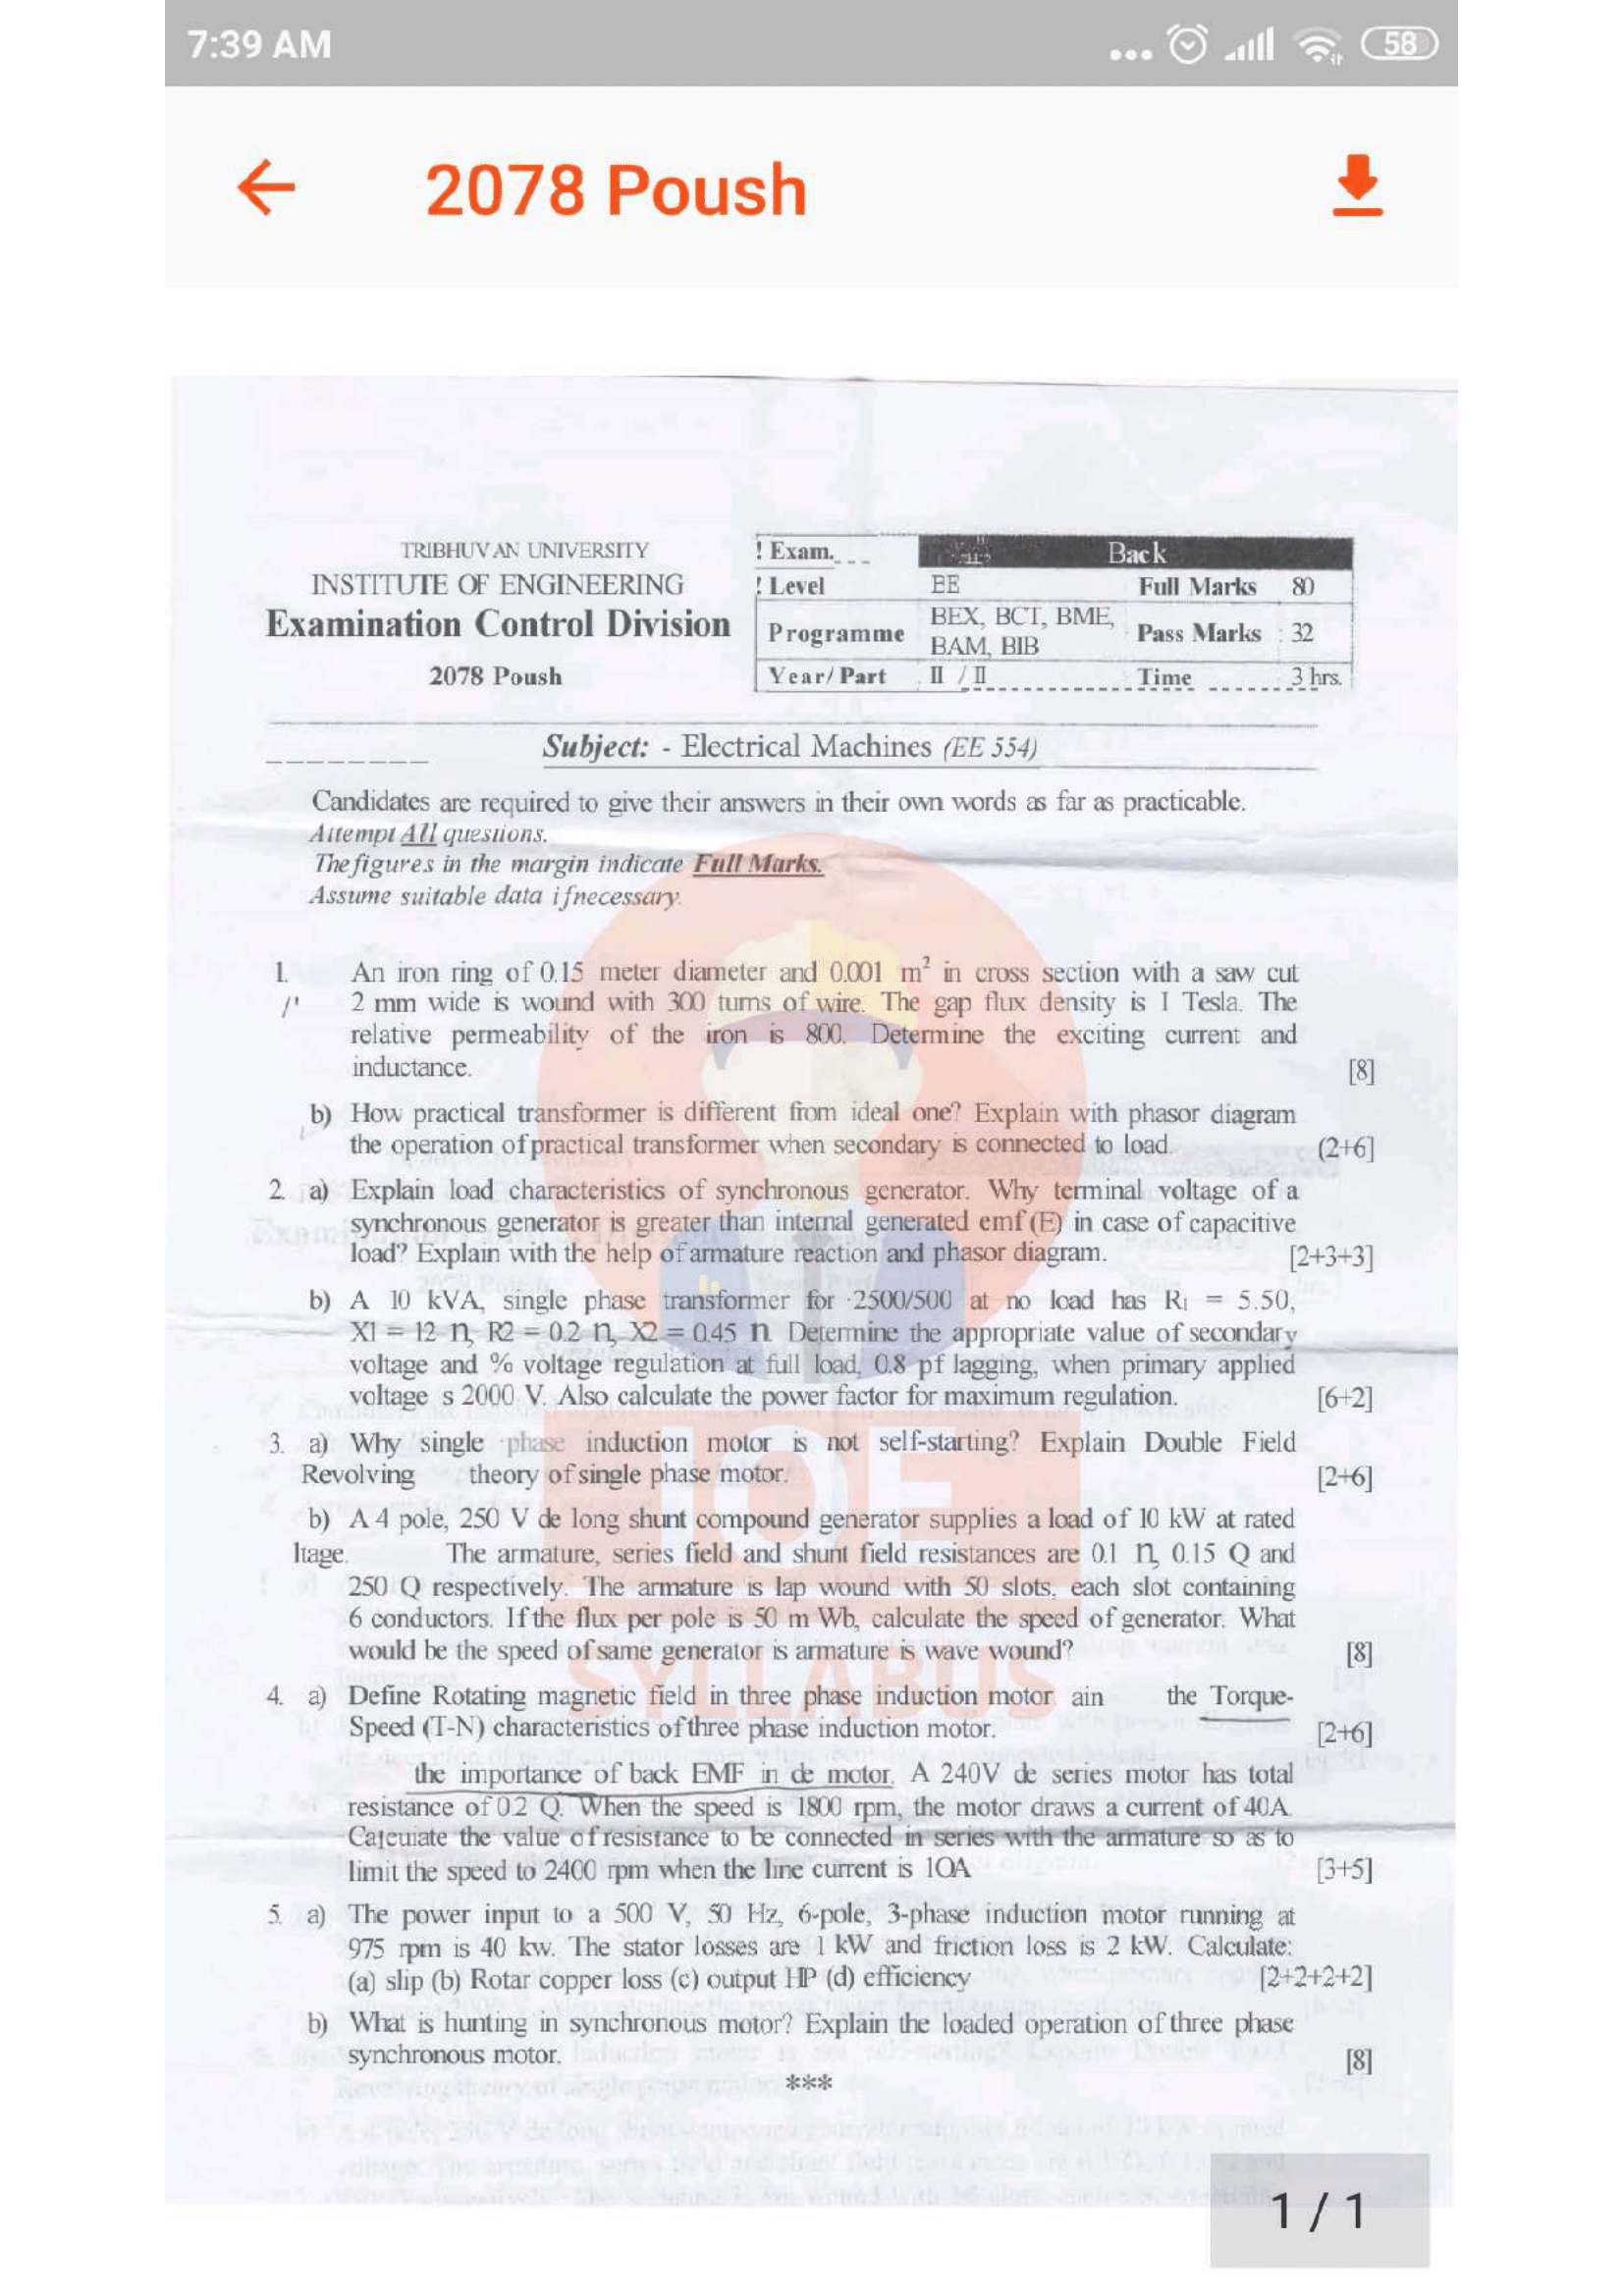 7:39 AM
58
2078 Poush
TRIBHUVAN UNIVERSITY
INSTITUTE OF ENGINEERING
Examination Control Division
2078 Poush
! Exam. Back
! Level BE Full Marks 80
Programme BEX, BCT, BME, BAM, BIB Pass Marks : 32
Year/ Part II / II Time 3 hrs.
Subject: - Electrical Machines (EE 554)
Candidates are required to give their answers in their own words as far as practicable.
Attempt All questions.
The figures in the margin indicate Full Marks.
Assume suitable data ifnecessary.
1. An iron ring of 0.15 meter diameter and 0.001 m² in cross section with a saw cut
/' 2 mm wide is wound with 300 turns of wire. The gap flux density is I Tesla. The
relative permeability of the iron is 800. Determine the exciting current and
inductance. [8]
b) How practical transformer is different from ideal one? Explain with phasor diagram
the operation of practical transformer when secondary is connected to load. (2+6]
2. a) Explain load characteristics of synchronous generator. Why terminal voltage of a
synchronous generator is greater than internal generated emf (E) in case of capacitive
load? Explain with the help of armature reaction and phasor diagram. [2+3+3]
b) A 10 kVA, single phase transformer for ·2500/500 at no load has R₁ = 5.50,
X1 = 12 n, R2 = 0.2 n, X2 = 0.45 n. Determine the appropriate value of secondary
voltage and % voltage regulation at full load, 0.8 pf lagging, when primary applied
voltage s 2000 V. Also calculate the power factor for maximum regulation. [6+2]
3. a) Why single phase induction motor is not self-starting? Explain Double Field
Revolving theory of single phase motor. [2+6]
b) A 4 pole, 250 V de long shunt compound generator supplies a load of 10 kW at rated
ltage. The armature, series field and shunt field resistances are 0.1 n, 0.15 Q and
250 Q respectively. The armature is lap wound with 50 slots, each slot containing
6 conductors. If the flux per pole is 50 m Wb, calculate the speed of generator. What
would be the speed of same generator is armature is wave wound? [8]
4. a) Define Rotating magnetic field in three phase induction motor. ain the Torque-
Speed (T-N) characteristics of three phase induction motor. [2+6]
the importance of back EMF in de motor. A 240V de series motor has total
resistance of 0.2 Q. When the speed is 1800 rpm, the motor draws a current of 40A.
Cajcuiate the value of resistance to be connected in series with the armature so as to
limit the speed to 2400 rpm when the line current is 1OA [3+5]
5. a) The power input to a 500 V, 50 Hz, 6-pole, 3-phase induction motor running at
975 rpm is 40 kw. The stator losses are 1 kW and friction loss is 2 kW. Calculate:
(a) slip (b) Rotar copper loss (c) output HP (d) efficiency [2+2+2+2]
b) What is hunting in synchronous motor? Explain the loaded operation of three phase
synchronous motor. [8]
***
IOE
SYLLABUS
1 / 1